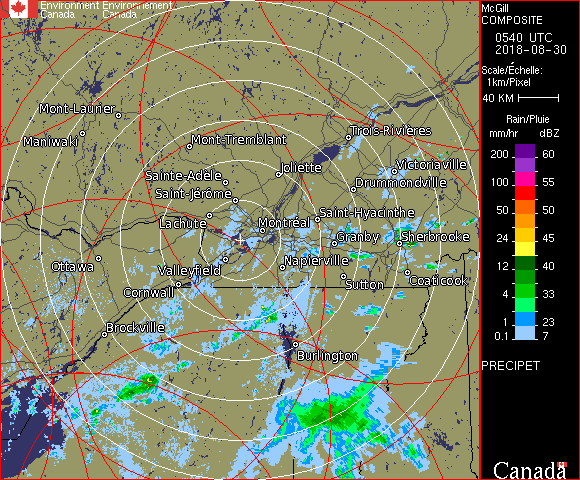 Environment Environnement
Canada Canada
McGill
COMPOSITE
0540 UTC
2018-08-30
Scale/Échelle:
1km/Pixel
40 KM
Rain/Pluie
mm/hr dBZ
200 60
155
100 55
50 50
24 45
12 40
4 33
1 23
0.1 7
PRECIPET
Mont-Laurier
Maniwaki
Mont-Tremblant
Trois-Rivières
Sainte-Adèle
Joliette
Victoriaville
Drummondville
Saint-Jérôme
Lachute
Montréal
Saint-Hyacinthe
Granby
Sherbrooke
Ottawa
Valleyfield
Napierville
Cornwall
Sutton
Coaticook
Brockville
Burlington
Canada